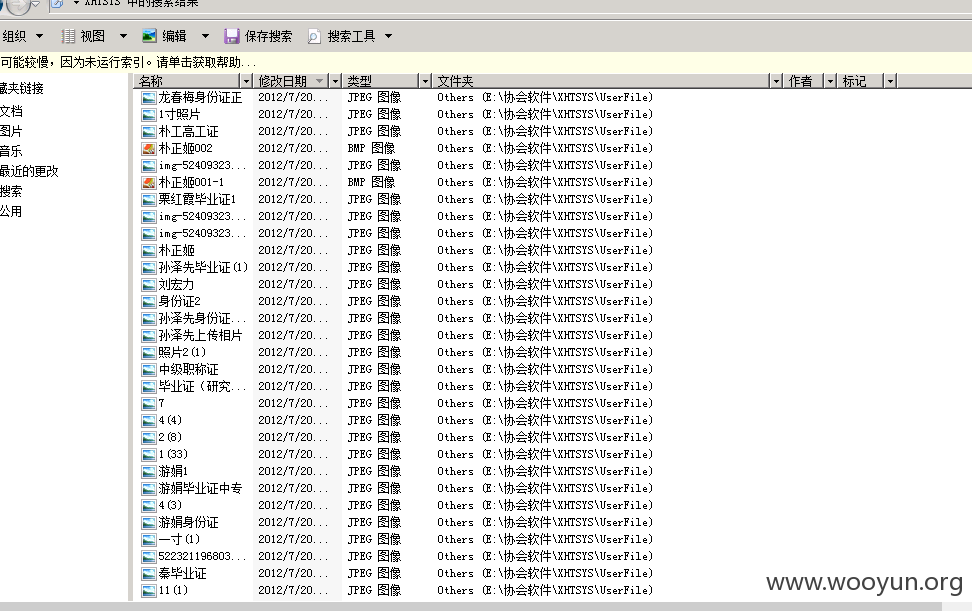 XHTSYS 中的搜索结果
组织 视图 编辑 保存搜索 搜索工具
可能较慢，因为未运行索引。请单击获取帮助...
藏夹链接
文档
图片
音乐
最近的更改
搜索
公用
名称 修改日期 类型 文件夹 作者 标记
龙春梅身份证正 2012/7/20... JPEG 图像 Others (E:\协会软件\XHTSYS\UserFile)
1寸照片 2012/7/20... JPEG 图像 Others (E:\协会软件\XHTSYS\UserFile)
朴工高工证 2012/7/20... JPEG 图像 Others (E:\协会软件\XHTSYS\UserFile)
朴正姬002 2012/7/20... BMP 图像 Others (E:\协会软件\XHTSYS\UserFile)
img-52409323... 2012/7/20... JPEG 图像 Others (E:\协会软件\XHTSYS\UserFile)
朴正姬001-1 2012/7/20... BMP 图像 Others (E:\协会软件\XHTSYS\UserFile)
栗红霞毕业证1 2012/7/20... JPEG 图像 Others (E:\协会软件\XHTSYS\UserFile)
img-52409323... 2012/7/20... JPEG 图像 Others (E:\协会软件\XHTSYS\UserFile)
img-52409323... 2012/7/20... JPEG 图像 Others (E:\协会软件\XHTSYS\UserFile)
朴正姬 2012/7/20... JPEG 图像 Others (E:\协会软件\XHTSYS\UserFile)
孙泽先毕业证(1) 2012/7/20... JPEG 图像 Others (E:\协会软件\XHTSYS\UserFile)
刘宏力 2012/7/20... JPEG 图像 Others (E:\协会软件\XHTSYS\UserFile)
身份证2 2012/7/20... JPEG 图像 Others (E:\协会软件\XHTSYS\UserFile)
孙泽先身份证... 2012/7/20... JPEG 图像 Others (E:\协会软件\XHTSYS\UserFile)
孙泽先上传相片 2012/7/20... JPEG 图像 Others (E:\协会软件\XHTSYS\UserFile)
照片2(1) 2012/7/20... JPEG 图像 Others (E:\协会软件\XHTSYS\UserFile)
中级职称证 2012/7/20... JPEG 图像 Others (E:\协会软件\XHTSYS\UserFile)
毕业证（研究... 2012/7/20... JPEG 图像 Others (E:\协会软件\XHTSYS\UserFile)
7 2012/7/20... JPEG 图像 Others (E:\协会软件\XHTSYS\UserFile)
4(4) 2012/7/20... JPEG 图像 Others (E:\协会软件\XHTSYS\UserFile)
2(8) 2012/7/20... JPEG 图像 Others (E:\协会软件\XHTSYS\UserFile)
1(33) 2012/7/20... JPEG 图像 Others (E:\协会软件\XHTSYS\UserFile)
游娟1 2012/7/20... JPEG 图像 Others (E:\协会软件\XHTSYS\UserFile)
游娟毕业证中专 2012/7/20... JPEG 图像 Others (E:\协会软件\XHTSYS\UserFile)
4(3) 2012/7/20... JPEG 图像 Others (E:\协会软件\XHTSYS\UserFile)
游娟身份证 2012/7/20... JPEG 图像 Others (E:\协会软件\XHTSYS\UserFile)
一寸(1) 2012/7/20... JPEG 图像 Others (E:\协会软件\XHTSYS\UserFile)
522321196803... 2012/7/20... JPEG 图像 Others (E:\协会软件\XHTSYS\UserFile)
秦毕业证 2012/7/20... JPEG 图像 Others (E:\协会软件\XHTSYS\UserFile)
11(1) 2012/7/20... JPEG 图像 Others (E:\协会软件\XHTSYS\UserFile)
www.wooyun.org